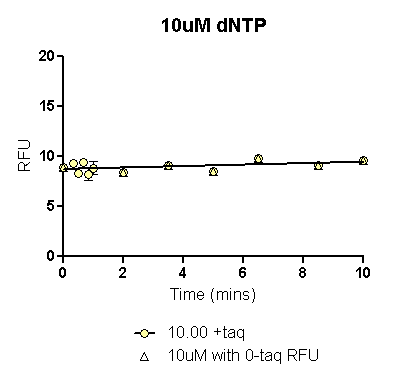 10uM dNTP
20
15
10
5
0
RFU
0 2 4 6 8 10
Time (mins)
10.00 +taq
10uM with 0-taq RFU